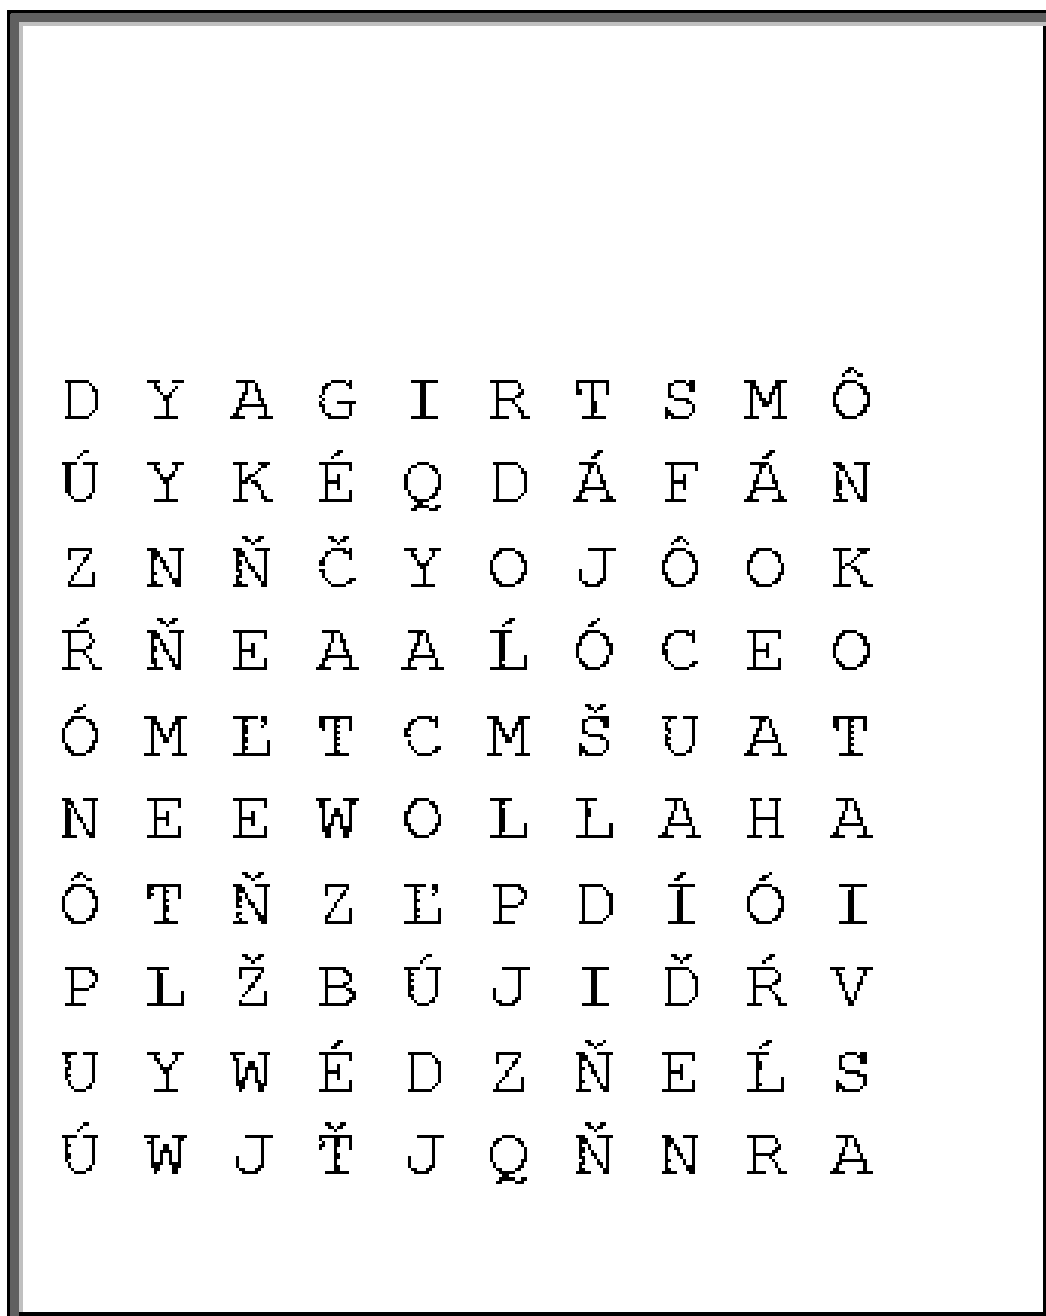 D Y A G I R T S M Ô
Ú Y K É Q D Á F Á N
Z N Ň Č Y O J Ô O K
Ŕ Ň E A A Ĺ Ó C E O
Ó M Ľ T C M Š U A T
N E E W O L L A H A
Ô T Ň Z Ľ P D Í Ó I
P L Ž B Ú J I Ď Ŕ V
U Y W É D Z Ň E Ĺ S
Ú W J Ť J Q Ň N R A